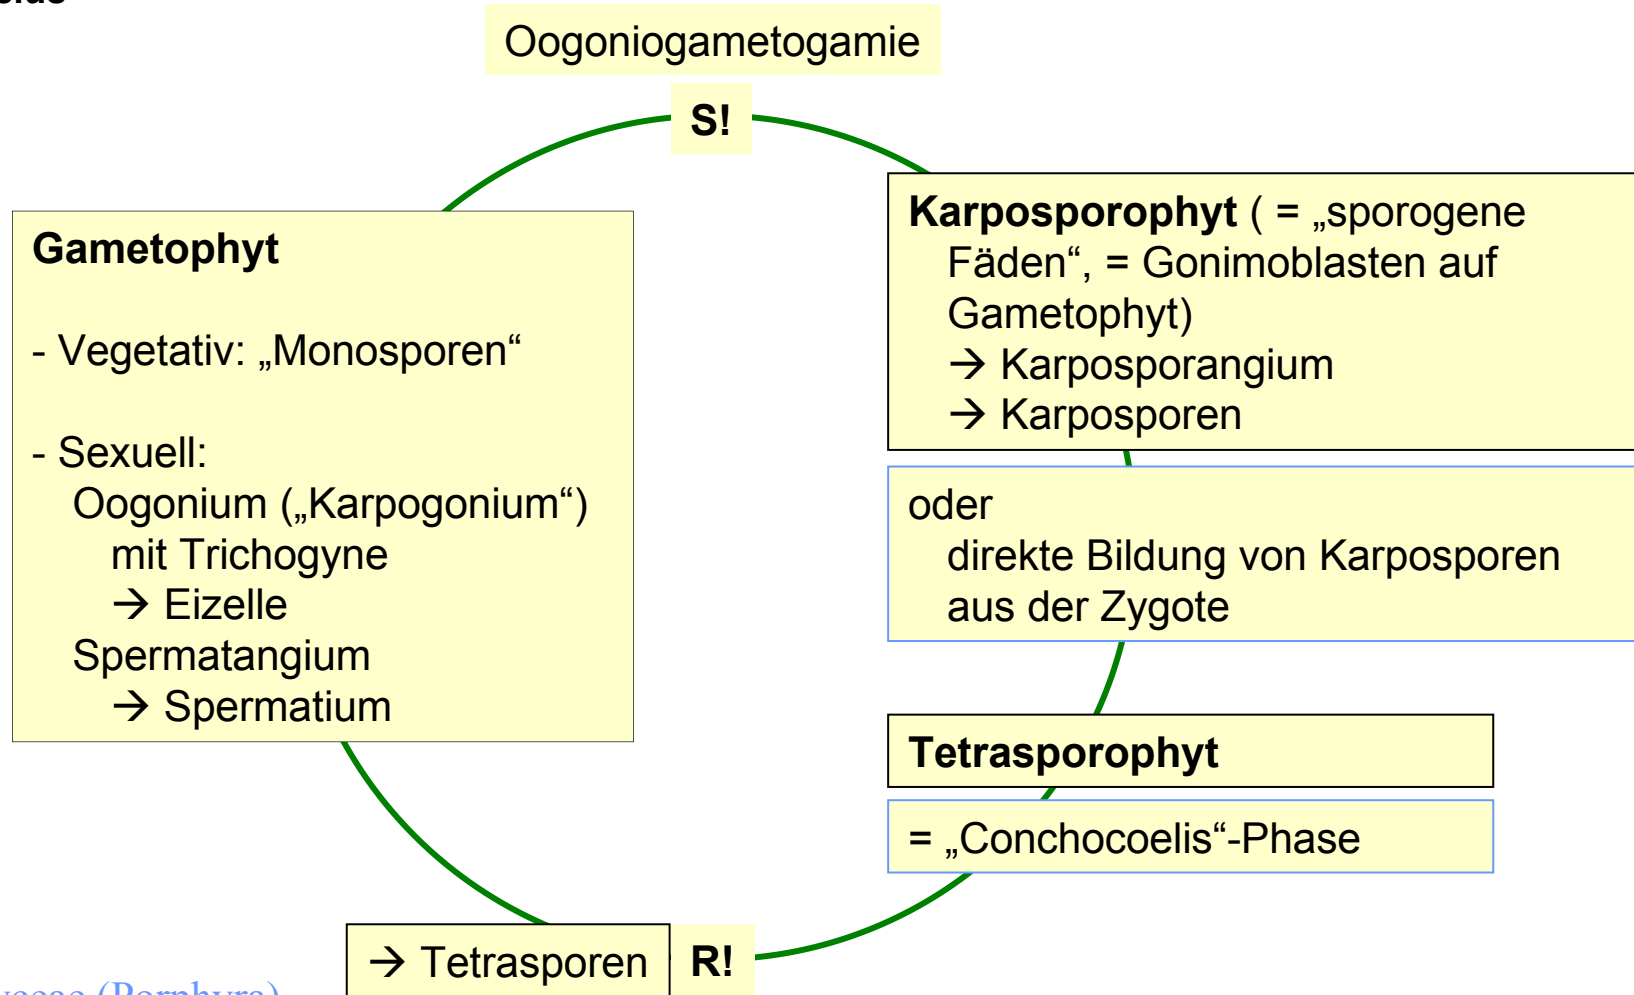 Oogoniogametogamie
S!
Gametophyt
- Vegetativ: „Monosporen“
- Sexuell:
Oogonium („Karpogonium“)
mit Trichogyne
→ Eizelle
Spermatangium
→ Spermatium
Karposporophyt ( = „sporogene
Fäden“, = Gonimoblasten auf
Gametophyt)
→ Karposporangium
→ Karposporen
oder
direkte Bildung von Karposporen
aus der Zygote
Tetrasporophyt
= „Conchocoelis“-Phase
→ Tetrasporen
R!
(Porphyra)